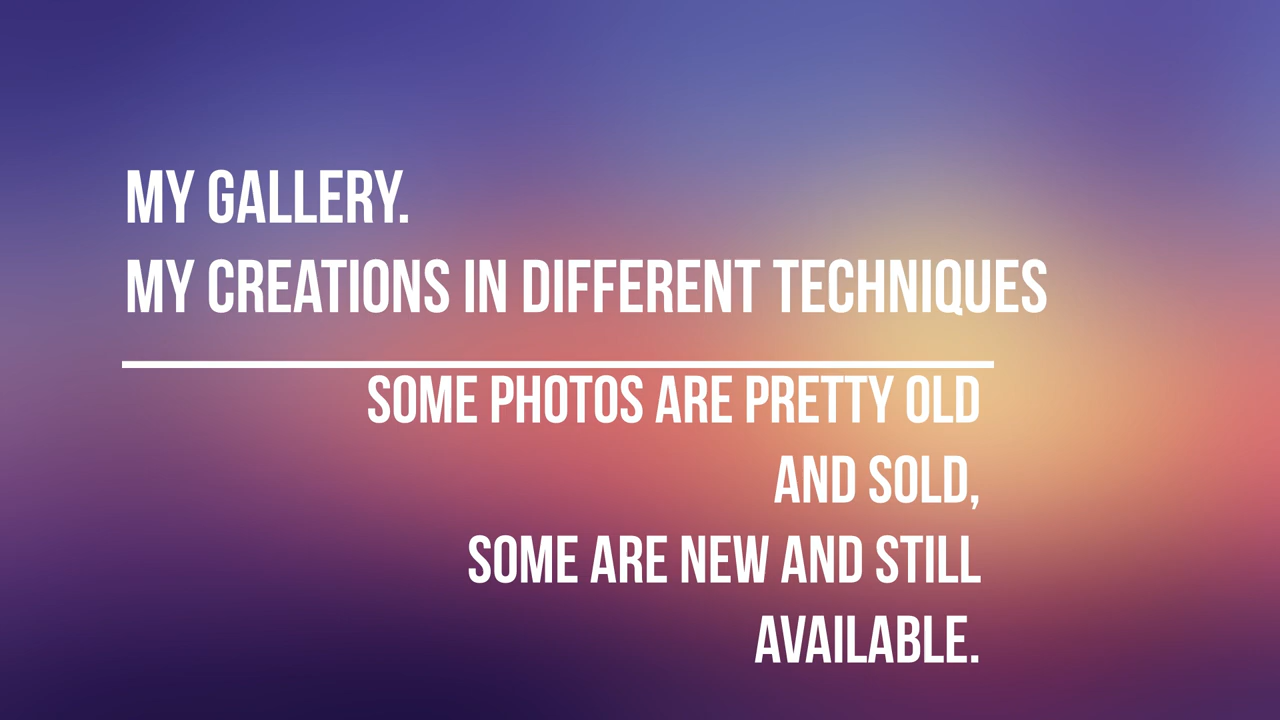 MY GALLERY.
MY CREATIONS IN DIFFERENT TECHNIQUES
SOME PHOTOS ARE PRETTY OLD
AND SOLD,
SOME ARE NEW AND STILL
AVAILABLE.